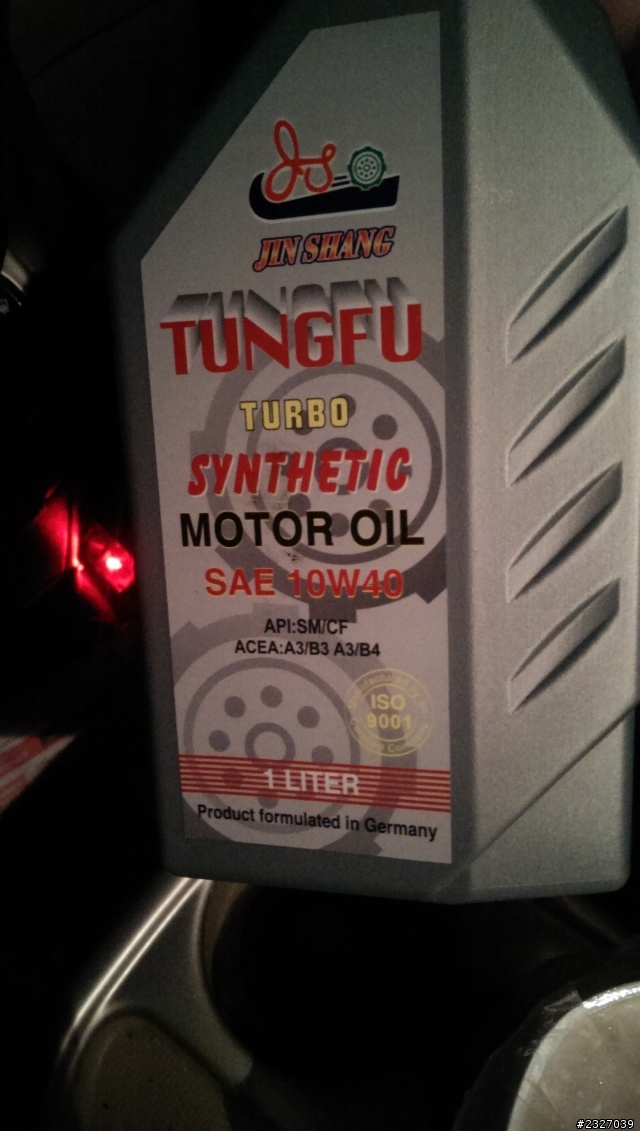 js
JIN SHANG
TUNGFU
TURBO
SYNTHETIC
MOTOR OIL
SAE 10W40
API:SM/CF
ACEA:A3/B3 A3/B4
ISO
9001
1 LITER
Product formulated in Germany
#2327039